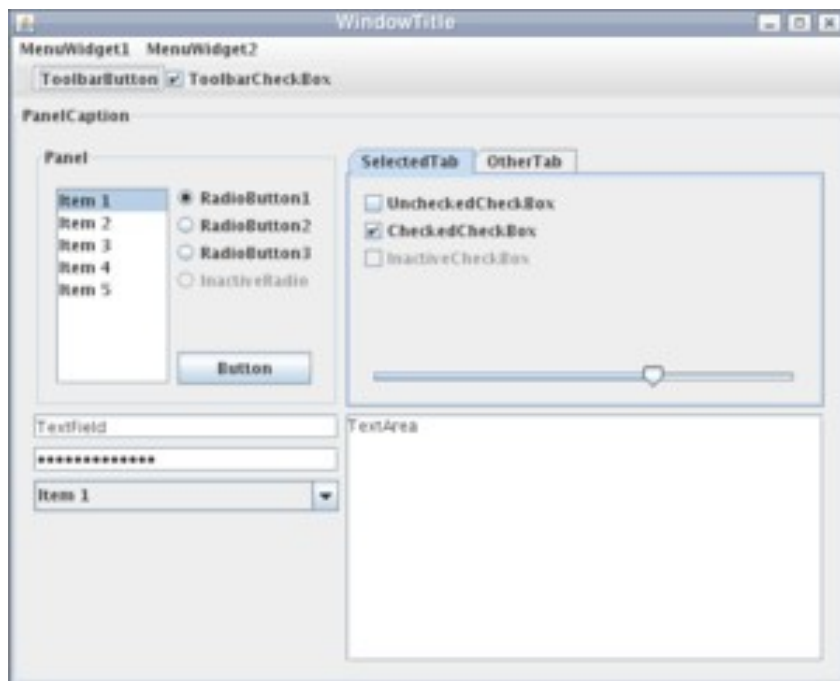 WindowTitle
MenuWidget1 MenuWidget2
ToolbarButton ToolbarCheckBox
PanelCaption
Panel
Item 1
Item 2
Item 3
Item 4
Item 5
RadioButton1
RadioButton2
RadioButton3
InactiveRadio
Button
SelectedTab OtherTab
UncheckedCheckBox
CheckedCheckBox
InactiveCheckBox
TextField
•••••••••••••
Item 1
TextArea